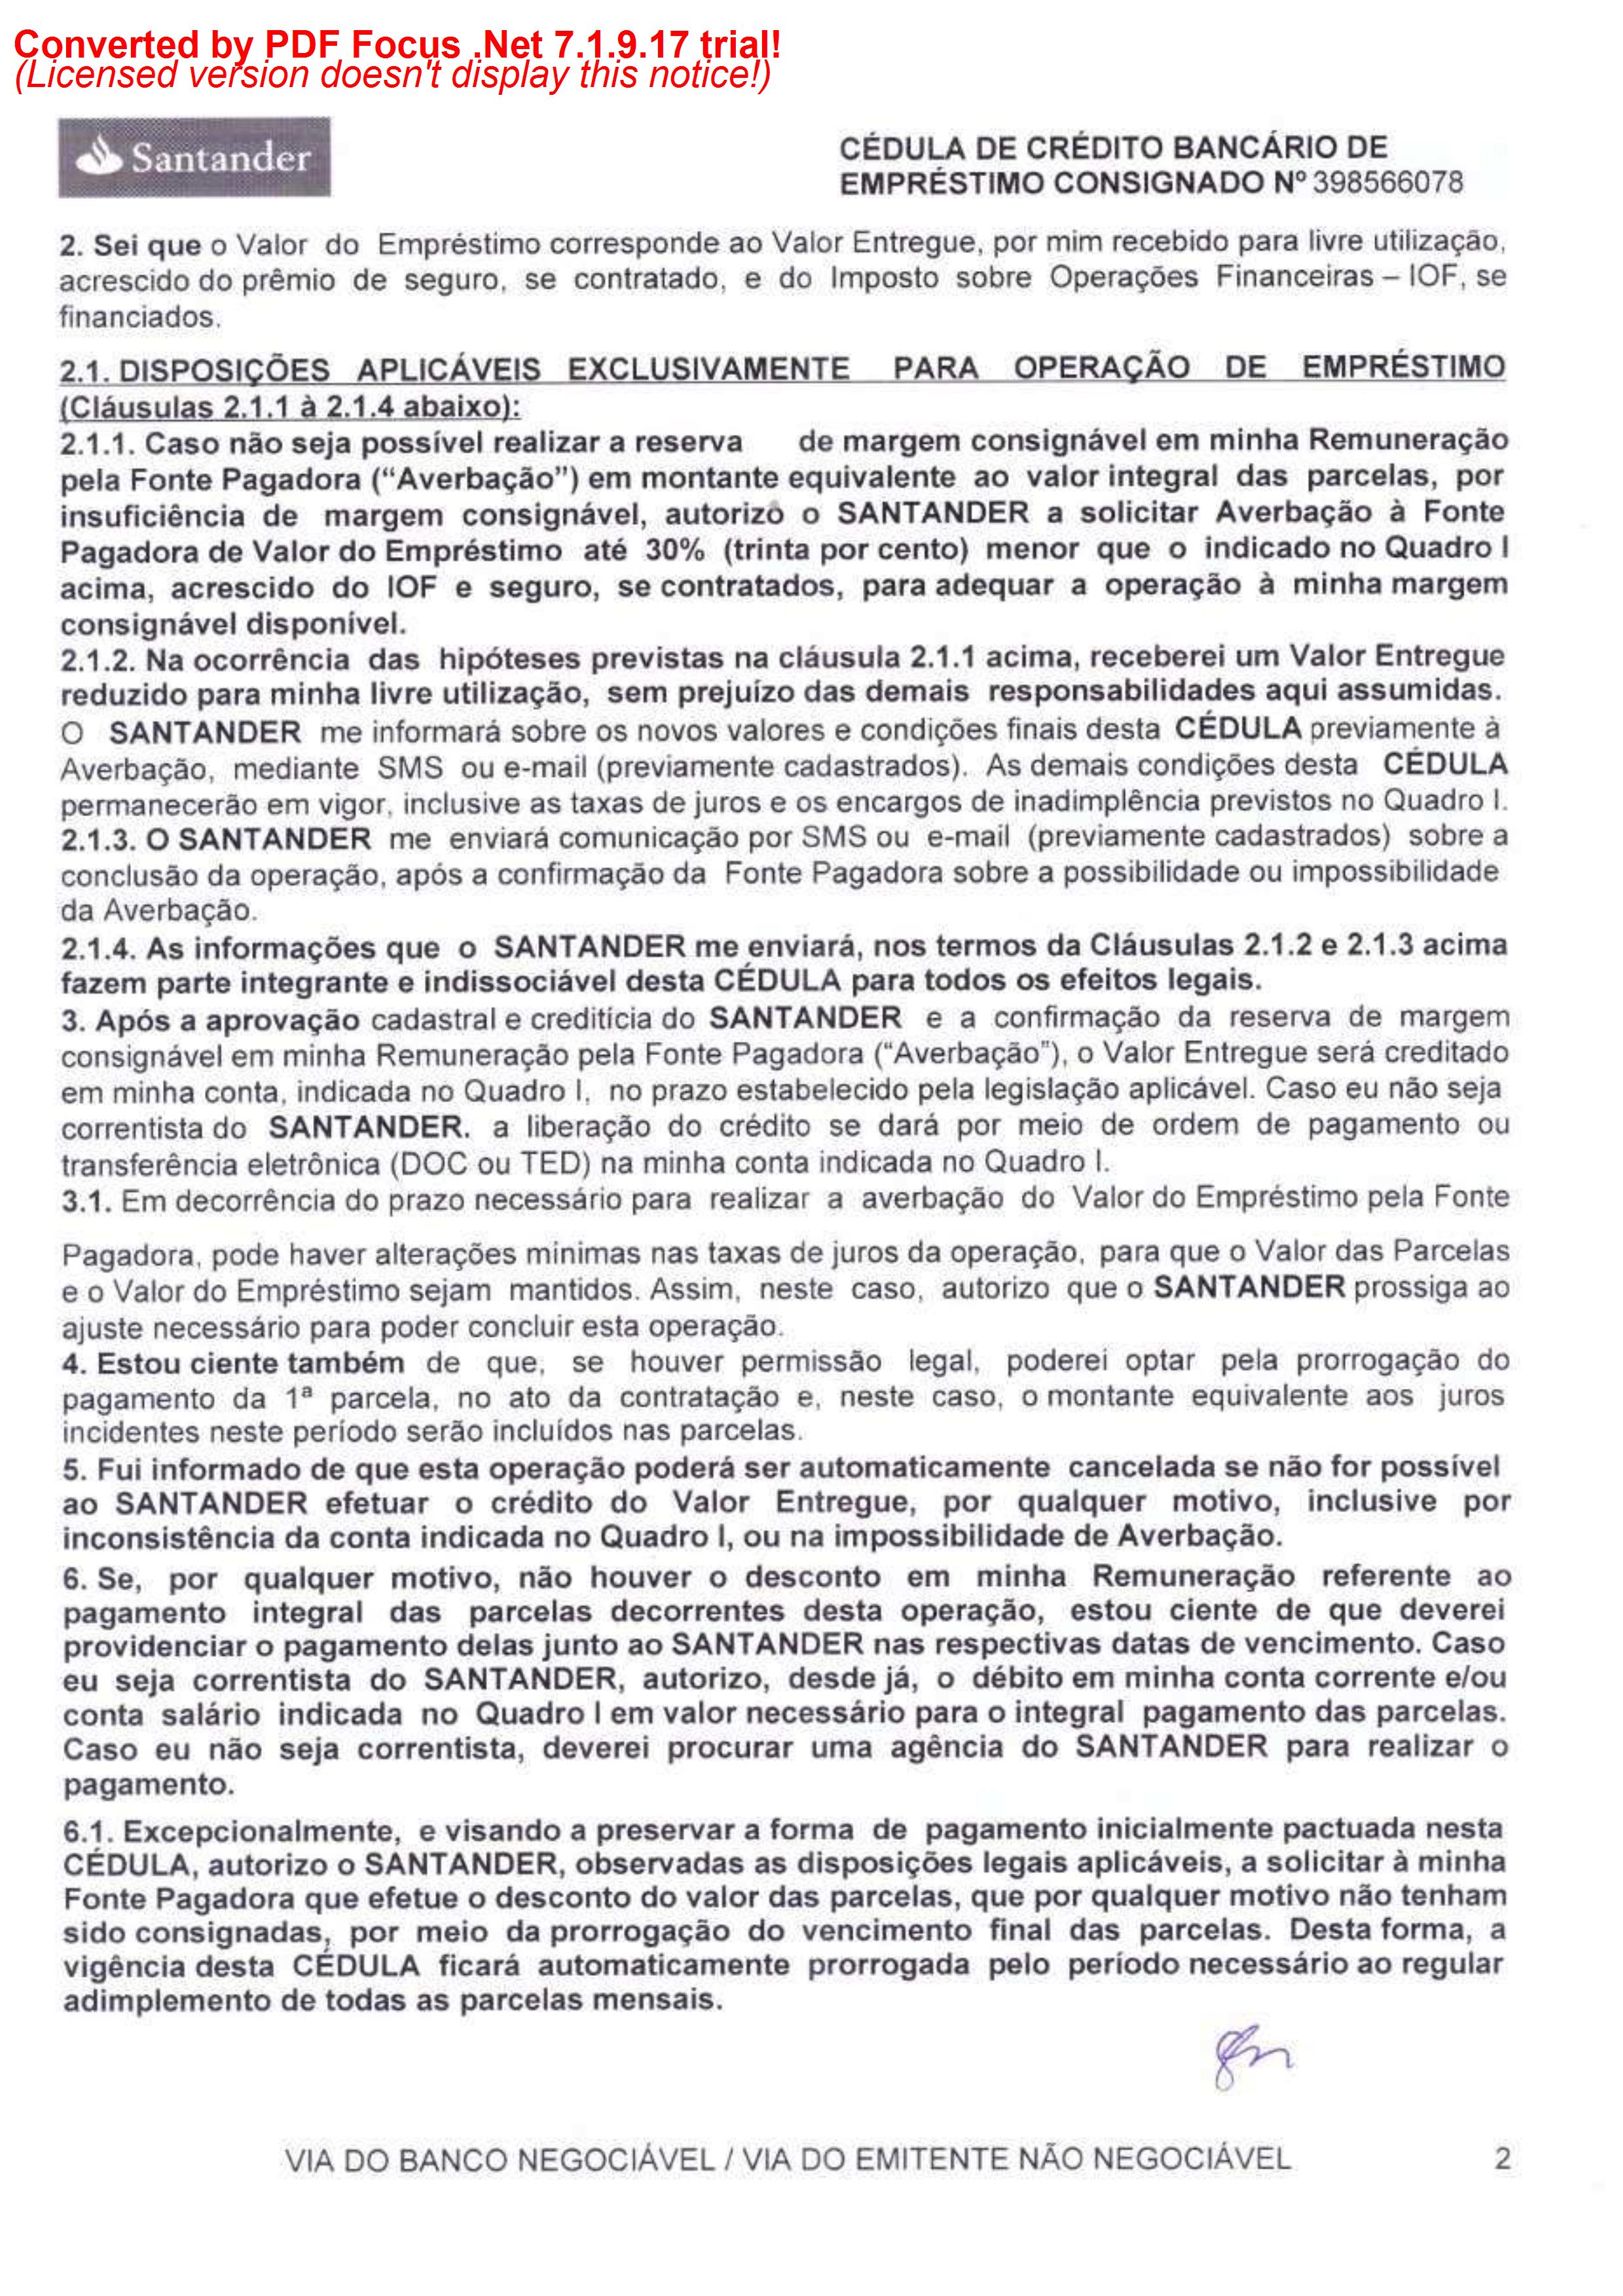 Converted by PDF Focus .Net 7.1.9.17 trial!
(Licensed version doesn't display this notice!)
Santander
CÉDULA DE CRÉDITO BANCÁRIO DE
EMPRÉSTIMO CONSIGNADO Nº 398566078
2. Sei que o Valor do Empréstimo corresponde ao Valor Entregue, por mim recebido para livre utilização,
acrescido do prêmio de seguro, se contratado, e do Imposto sobre Operações Financeiras – IOF, se
financiados.
2.1. DISPOSIÇÕES APLICÁVEIS EXCLUSIVAMENTE PARA OPERAÇÃO DE EMPRÉSTIMO
(Cláusulas 2.1.1 à 2.1.4 abaixo):
2.1.1. Caso não seja possível realizar a reserva de margem consignável em minha Remuneração
pela Fonte Pagadora (“Averbação”) em montante equivalente ao valor integral das parcelas, por
insuficiência de margem consignável, autorizo o SANTANDER a solicitar Averbação à Fonte
Pagadora de Valor do Empréstimo até 30% (trinta por cento) menor que o indicado no Quadro I
acima, acrescido do IOF e seguro, se contratados, para adequar a operação à minha margem
consignável disponível.
2.1.2. Na ocorrência das hipóteses previstas na cláusula 2.1.1 acima, receberei um Valor Entregue
reduzido para minha livre utilização, sem prejuízo das demais responsabilidades aqui assumidas.
O SANTANDER me informará sobre os novos valores e condições finais desta CÉDULA previamente à
Averbação, mediante SMS ou e-mail (previamente cadastrados). As demais condições desta CÉDULA
permanecerão em vigor, inclusive as taxas de juros e os encargos de inadimplência previstos no Quadro I.
2.1.3. O SANTANDER me enviará comunicação por SMS ou e-mail (previamente cadastrados) sobre a
conclusão da operação, após a confirmação da Fonte Pagadora sobre a possibilidade ou impossibilidade
da Averbação.
2.1.4. As informações que o SANTANDER me enviará, nos termos da Cláusulas 2.1.2 e 2.1.3 acima
fazem parte integrante e indissociável desta CÉDULA para todos os efeitos legais.
3. Após a aprovação cadastral e creditícia do SANTANDER e a confirmação da reserva de margem
consignável em minha Remuneração pela Fonte Pagadora (“Averbação”), o Valor Entregue será creditado
em minha conta, indicada no Quadro I, no prazo estabelecido pela legislação aplicável. Caso eu não seja
correntista do SANTANDER. a liberação do crédito se dará por meio de ordem de pagamento ou
transferência eletrônica (DOC ou TED) na minha conta indicada no Quadro I.
3.1. Em decorrência do prazo necessário para realizar a averbação do Valor do Empréstimo pela Fonte
Pagadora, pode haver alterações minimas nas taxas de juros da operação, para que o Valor das Parcelas
e o Valor do Empréstimo sejam mantidos. Assim, neste caso, autorizo que o SANTANDER prossiga ao
ajuste necessário para poder concluir esta operação.
4. Estou ciente também de que, se houver permissão legal, poderei optar pela prorrogação do
pagamento da 1ª parcela, no ato da contratação e, neste caso, o montante equivalente aos juros
incidentes neste período serão incluídos nas parcelas.
5. Fui informado de que esta operação poderá ser automaticamente cancelada se não for possível
ao SANTANDER efetuar o crédito do Valor Entregue, por qualquer motivo, inclusive por
inconsistência da conta indicada no Quadro I, ou na impossibilidade de Averbação.
6. Se, por qualquer motivo, não houver o desconto em minha Remuneração referente ao
pagamento integral das parcelas decorrentes desta operação, estou ciente de que deverei
providenciar o pagamento delas junto ao SANTANDER nas respectivas datas de vencimento. Caso
eu seja correntista do SANTANDER, autorizo, desde já, o débito em minha conta corrente e/ou
conta salário indicada no Quadro I em valor necessário para o integral pagamento das parcelas.
Caso eu não seja correntista, deverei procurar uma agência do SANTANDER para realizar o
pagamento.
6.1. Excepcionalmente, e visando a preservar a forma de pagamento inicialmente pactuada nesta
CÉDULA, autorizo o SANTANDER, observadas as disposições legais aplicáveis, a solicitar à minha
Fonte Pagadora que efetue o desconto do valor das parcelas, que por qualquer motivo não tenham
sido consignadas, por meio da prorrogação do vencimento final das parcelas. Desta forma, a
vigência desta CÉDULA ficará automaticamente prorrogada pelo período necessário ao regular
adimplemento de todas as parcelas mensais.
VIA DO BANCO NEGOCIÁVEL / VIA DO EMITENTE NÃO NEGOCIÁVEL 2